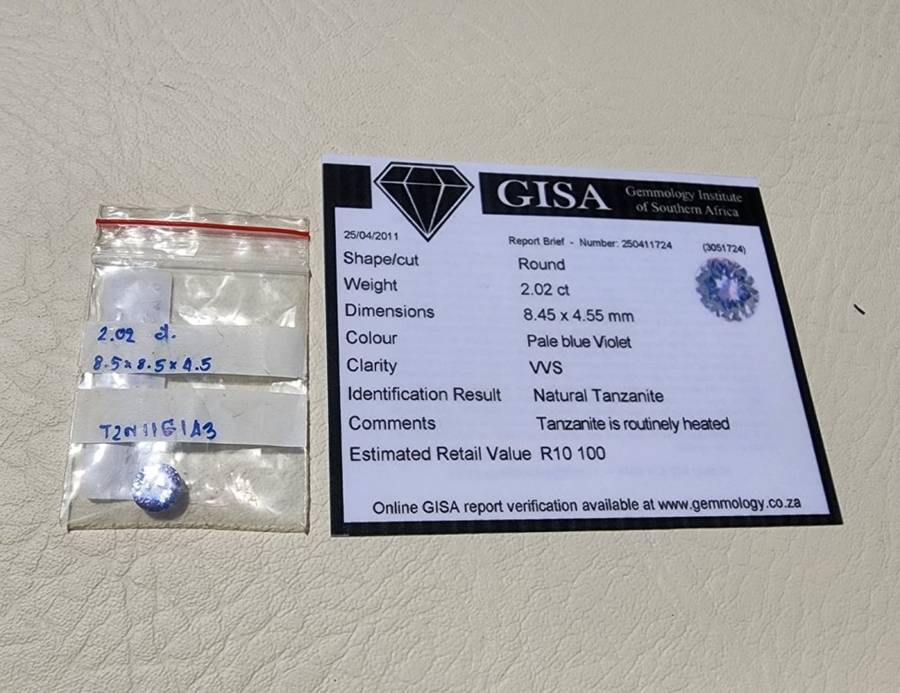 2.02 ct.
8.5x8.5x4.5
GISA
Gemmology Institute
of Southern Africa
25/04/2011
Report Brief - Number: 250411724
(3051724)
Shape/cut Round
Weight 2.02 ct
Dimensions 8.45 x 4.55 mm
Colour Pale blue Violet
Clarity VVS
Identification Result Natural Tanzanite
Comments Tanzanite is routinely heated
Estimated Retail Value R10 100
Online GISA report verification available at www.gemmology.co.za